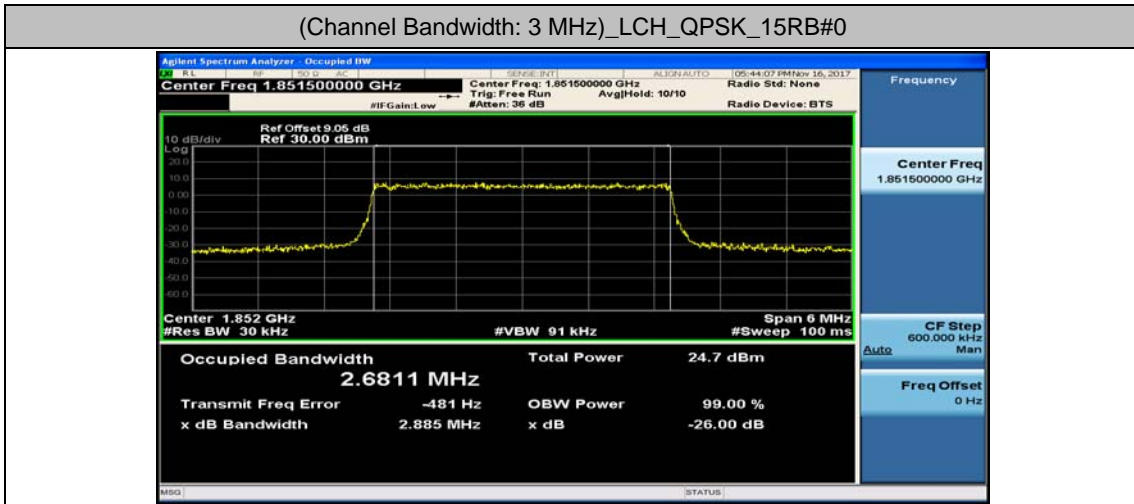 (Channel Bandwidth: 3 MHz)_LCH_QPSK_15RB#0
Agilent Spectrum Analyzer - Occupied BW
LXI RL RF 50 Ω AC SENSE:INT ALIGN AUTO 05:44:07 PM Nov 16, 2017
Center Freq 1.851500000 GHz
Center Freq: 1.851500000 GHz
Radio Std: None
Trig: Free Run Avg|Hold: 10/10
#IFGain:Low #Atten: 36 dB Radio Device: BTS
Frequency
Ref Offset 9.05 dB
10 dB/div Ref 30.00 dBm
Log
20.0
10.0
0.00
-10.0
-20.0
-30.0
-40.0
-50.0
-60.0
Center 1.852 GHz Span 6 MHz
#Res BW 30 kHz #VBW 91 kHz #Sweep 100 ms
Occupied Bandwidth Total Power 24.7 dBm
2.6811 MHz
Transmit Freq Error -481 Hz OBW Power 99.00 %
x dB Bandwidth 2.885 MHz x dB -26.00 dB
Center Freq
1.851500000 GHz
CF Step
600.000 kHz
Auto Man
Freq Offset
0 Hz
MSG STATUS